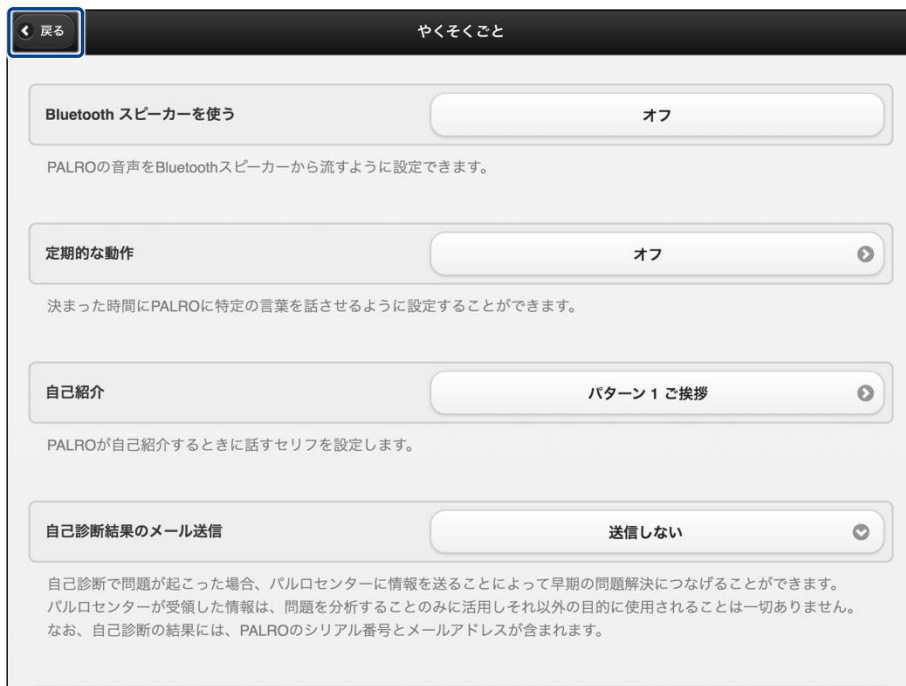 戻る
やくそくごと
Bluetooth スピーカーを使う
オフ
PALROの音声をBluetoothスピーカーから流すように設定できます。
定期的な動作
オフ
決まった時間にPALROに特定の言葉を話させるように設定することができます。
自己紹介
パターン 1 ご挨拶
PALROが自己紹介するときに話すセリフを設定します。
自己診断結果のメール送信
送信しない
自己診断で問題が起こった場合、パルロセンターに情報を送ることによって早期の問題解決につなげることができます。
パルロセンターが受領した情報は、問題を分析することのみに活用しそれ以外の目的に使用されることは一切ありません。
なお、自己診断の結果には、PALROのシリアル番号とメールアドレスが含まれます。